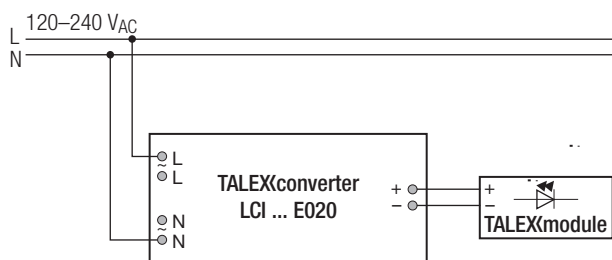 120–240 VAC
L
N
L
~
L
N
~
N
TALEX(converter
LCI ... E020
+
–
+
–
TALEX(module